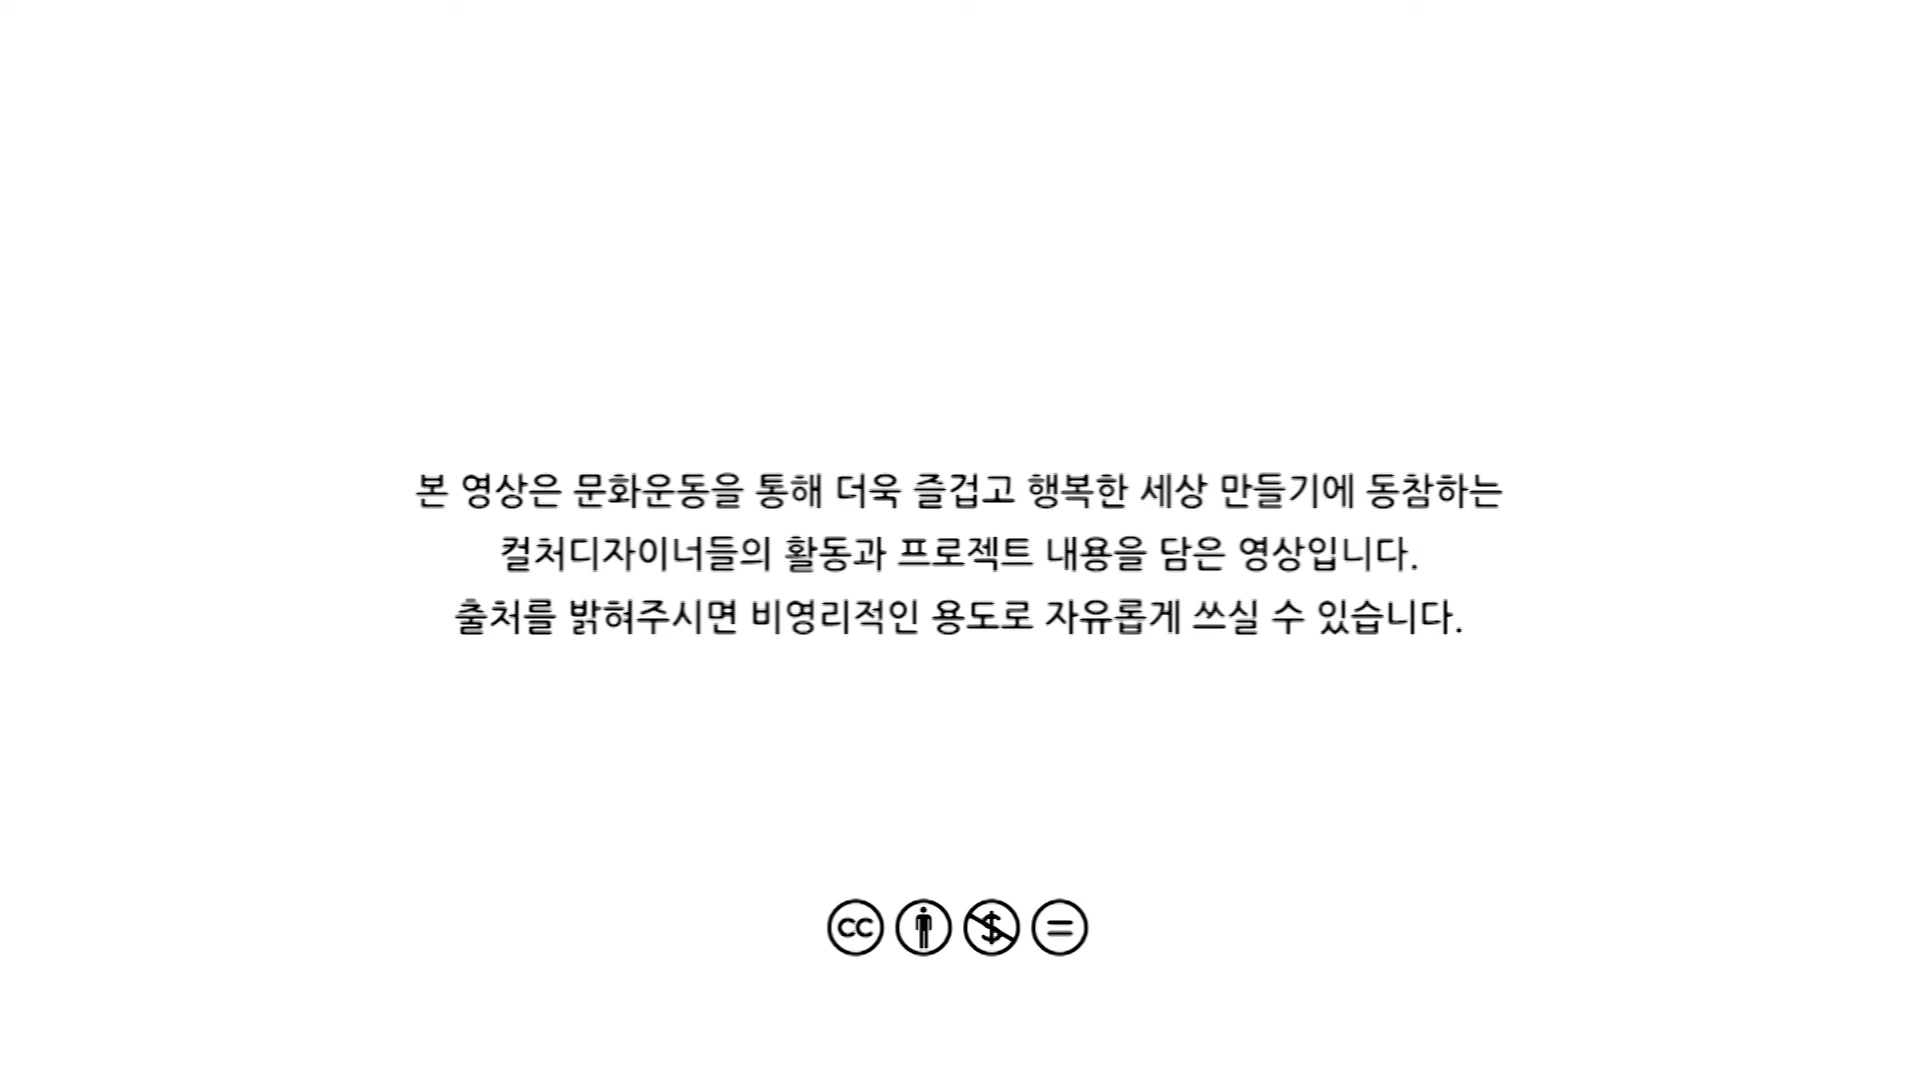 본 영상은 문화운동을 통해 더욱 즐겁고 행복한 세상 만들기에 동참하는
컬처디자이너들의 활동과 프로젝트 내용을 담은 영상입니다.
출처를 밝혀주시면 비영리적인 용도로 자유롭게 쓰실 수 있습니다.
cc $ =